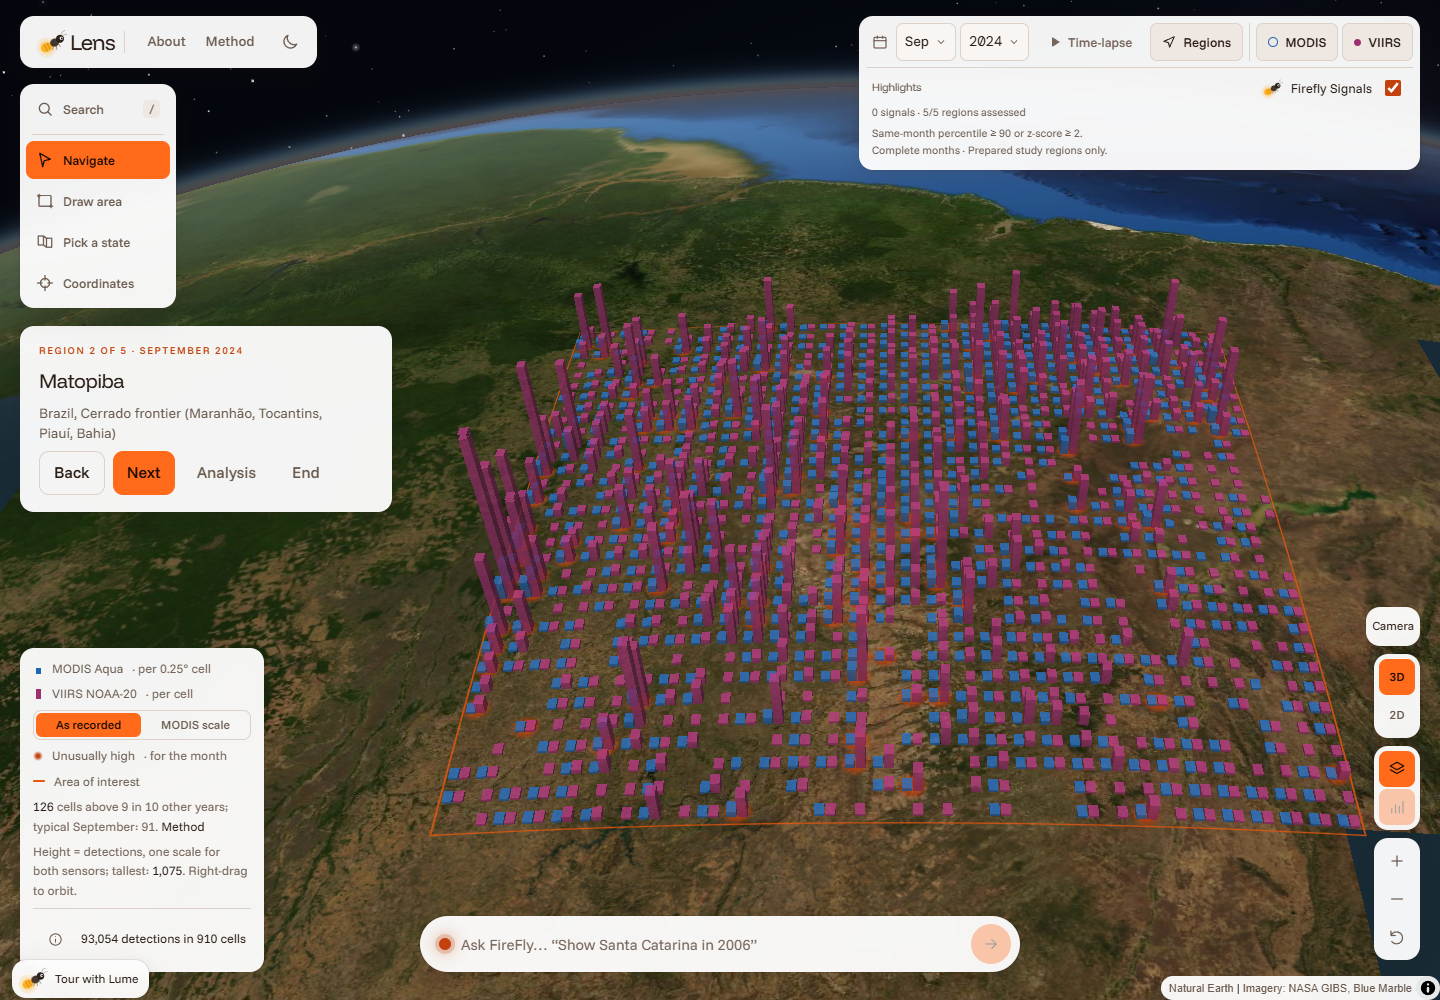 Lens
About
Method
Search
/
Navigate
Draw area
Pick a state
Coordinates
REGION 2 OF 5 · SEPTEMBER 2024
Matopiba
Brazil, Cerrado frontier (Maranhão, Tocantins,
Piauí, Bahia)
Back
Next
Analysis
End
Sep
2024
Time-lapse
Regions
MODIS
VIIRS
Highlights
Firefly Signals
0 signals · 5/5 regions assessed
Same-month percentile ≥ 90 or z-score ≥ 2.
Complete months · Prepared study regions only.
MODIS Aqua · per 0.25° cell
VIIRS NOAA-20 · per cell
As recorded
MODIS scale
Unusually high · for the month
Area of interest
126 cells above 9 in 10 other years;
typical September: 91. Method
Height = detections, one scale for
both sensors; tallest: 1,075. Right-drag
to orbit.
93,054 detections in 910 cells
Tour with Lume
Ask FireFly… “Show Santa Catarina in 2006”
Camera
3D
2D
Natural Earth | Imagery: NASA GIBS, Blue Marble